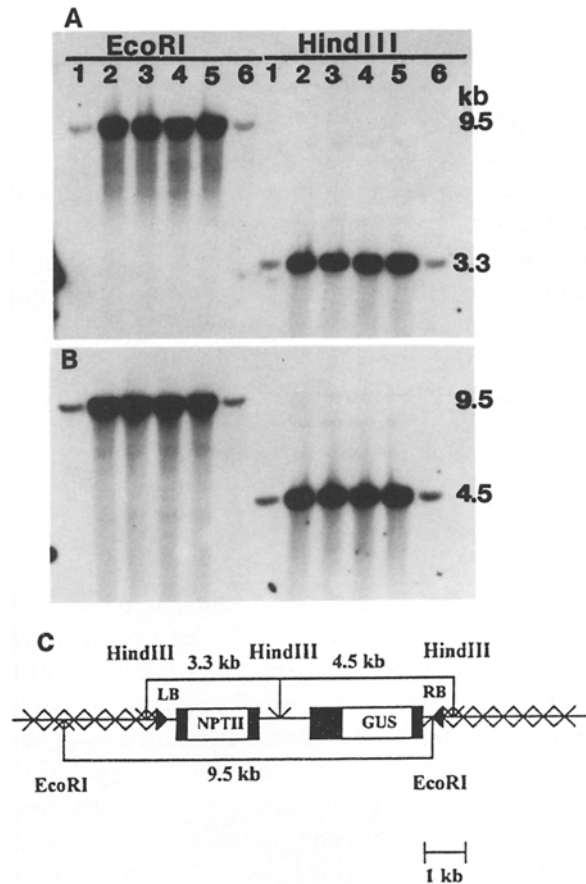 A
EcoRI HindIII
1 2 3 4 5 6 1 2 3 4 5 6
kb
9.5
3.3
B
9.5
4.5
C
HindIII 3.3 kb HindIII 4.5 kb HindIII
LB RB
NPTII GUS
9.5 kb
EcoRI EcoRI
1 kb